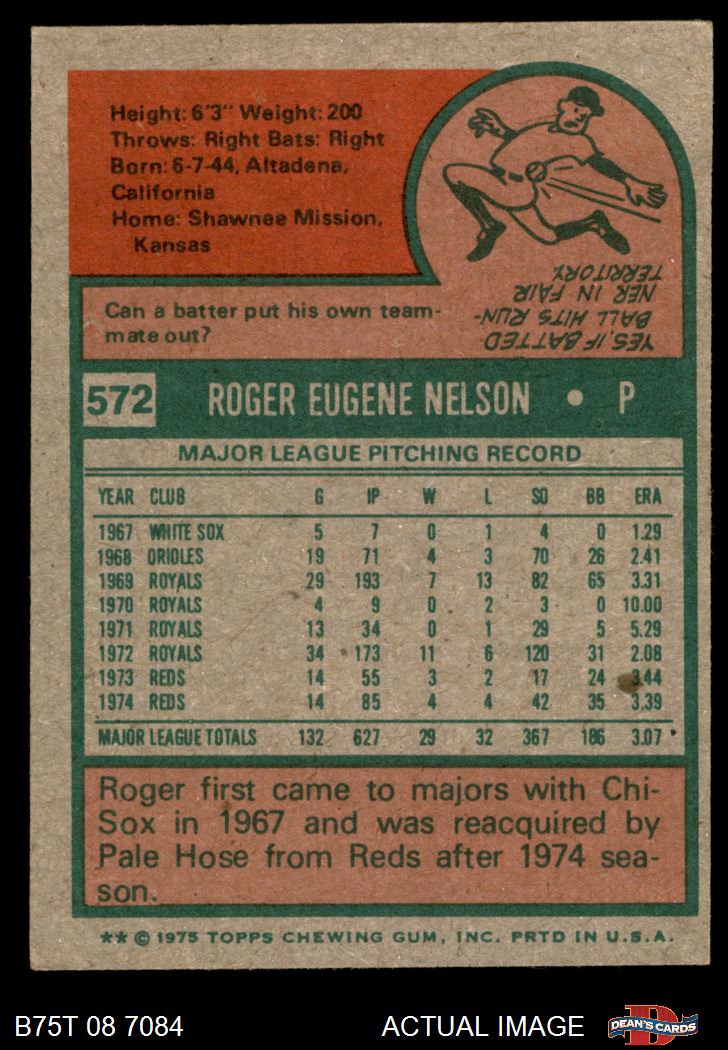 Height: 6'3" Weight: 200
Throws: Right Bats: Right
Born: 6-7-44, Altadena,
California
Home: Shawnee Mission,
Kansas
Can a batter put his own team-
mate out?
YES, IF BATTED
BALL HITS RUN-
NER IN FAIR
TERRITORY.
572 ROGER EUGENE NELSON • P
MAJOR LEAGUE PITCHING RECORD
YEAR CLUB G IP W L SO BB ERA
1967 WHITE SOX 5 7 0 1 4 0 1.29
1968 ORIOLES 19 71 4 3 70 26 2.41
1969 ROYALS 29 193 7 13 82 65 3.31
1970 ROYALS 4 9 0 2 3 0 10.00
1971 ROYALS 13 34 0 1 29 5 5.29
1972 ROYALS 34 173 11 6 120 31 2.08
1973 REDS 14 55 3 2 17 24 3.44
1974 REDS 14 85 4 4 42 35 3.39
MAJOR LEAGUE TOTALS 132 627 29 32 367 186 3.07
Roger first came to majors with Chi-
Sox in 1967 and was reacquired by
Pale Hose from Reds after 1974 sea-
son.
** © 1975 TOPPS CHEWING GUM, INC. PRTD IN U.S.A.
B75T 08 7084 ACTUAL IMAGE DEAN'S CARDS